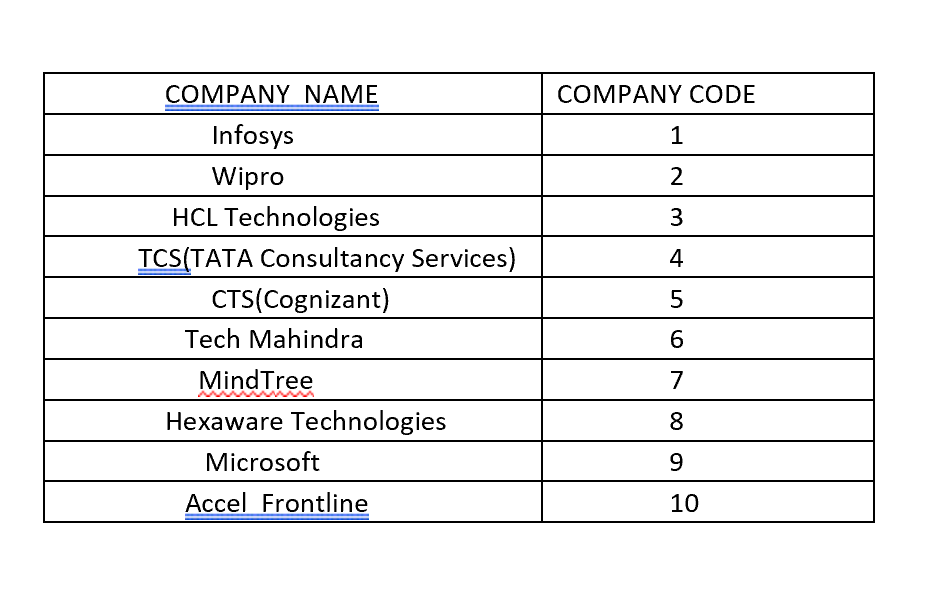 COMPANY  NAME COMPANY CODE
Infosys 1
Wipro 2
HCL Technologies 3
TCS(TATA Consultancy Services) 4
CTS(Cognizant) 5
Tech Mahindra 6
MindTree 7
Hexaware Technologies 8
Microsoft 9
Accel  Frontline 10